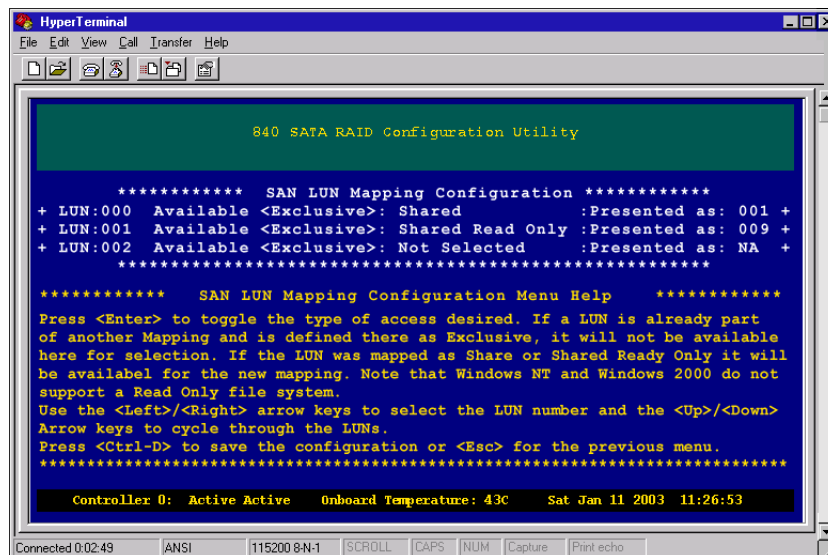 HyperTerminal
File Edit View Call Transfer Help
840 SATA RAID Configuration Utility
************ SAN LUN Mapping Configuration ************
+ LUN:000 Available <Exclusive>: Shared :Presented as: 001 +
+ LUN:001 Available <Exclusive>: Shared Read Only :Presented as: 009 +
+ LUN:002 Available <Exclusive>: Not Selected :Presented as: NA +
******************************************************************
************ SAN LUN Mapping Configuration Menu Help ************
Press <Enter> to toggle the type of access desired. If a LUN is already part
of another Mapping and is defined there as Exclusive, it will not be available
here for selection. If the LUN was mapped as Share or Shared Ready Only it will
be availabel for the new mapping. Note that Windows NT and Windows 2000 do not
support a Read Only file system.
Use the <Left>/<Right> arrow keys to select the LUN number and the <Up>/<Down>
Arrow keys to cycle through the LUNs.
Press <Ctrl-D> to save the configuration or <Esc> for the previous menu.
***********************************************************************************
Controller 0: Active Active Onboard Temperature: 43C Sat Jan 11 2003 11:26:53
Connected 0:02:49 ANSI 115200 8-N-1 SCROLL CAPS NUM Capture Print echo